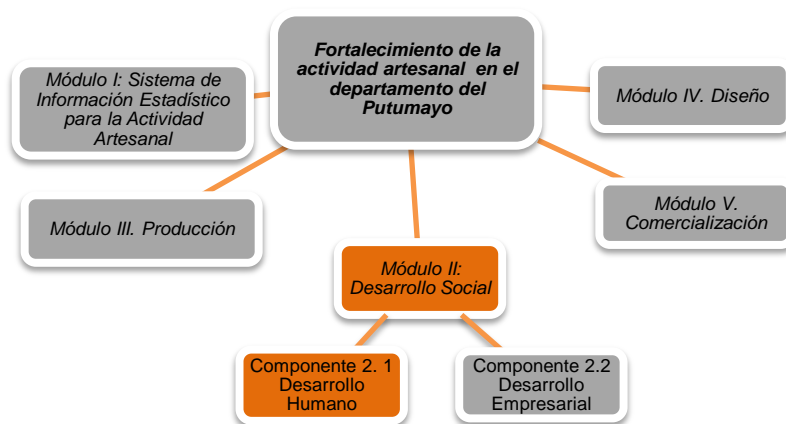 Fortalecimiento de la
actividad artesanal en el
departamento del
Putumayo
Módulo I: Sistema de
Información Estadístico
para la Actividad
Artesanal
Módulo IV. Diseño
Módulo III. Producción
Módulo V.
Comercialización
Módulo II:
Desarrollo Social
Componente 2. 1
Desarrollo
Humano
Componente 2.2
Desarrollo
Empresarial